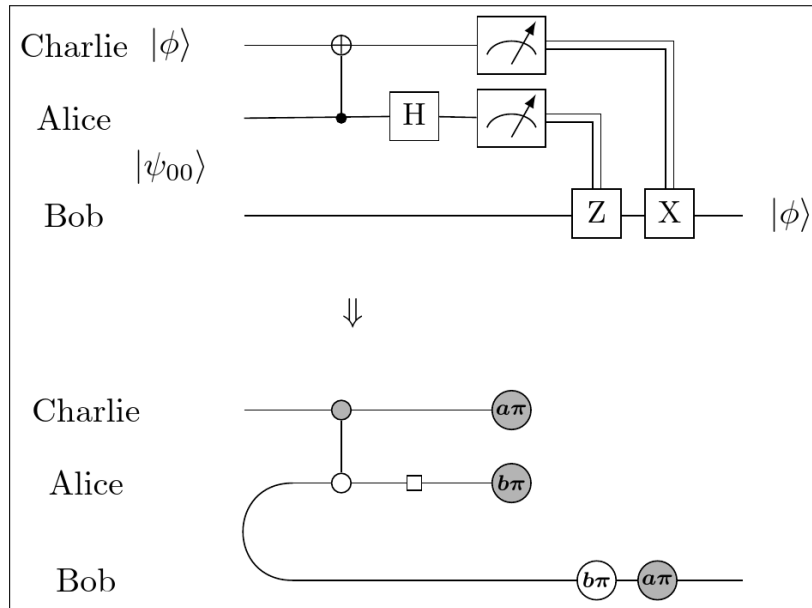 Charlie |ϕ⟩
Alice H
|ψ₀₀⟩
Bob Z X |ϕ⟩
⇓
Charlie aπ
Alice bπ
Bob bπ aπ